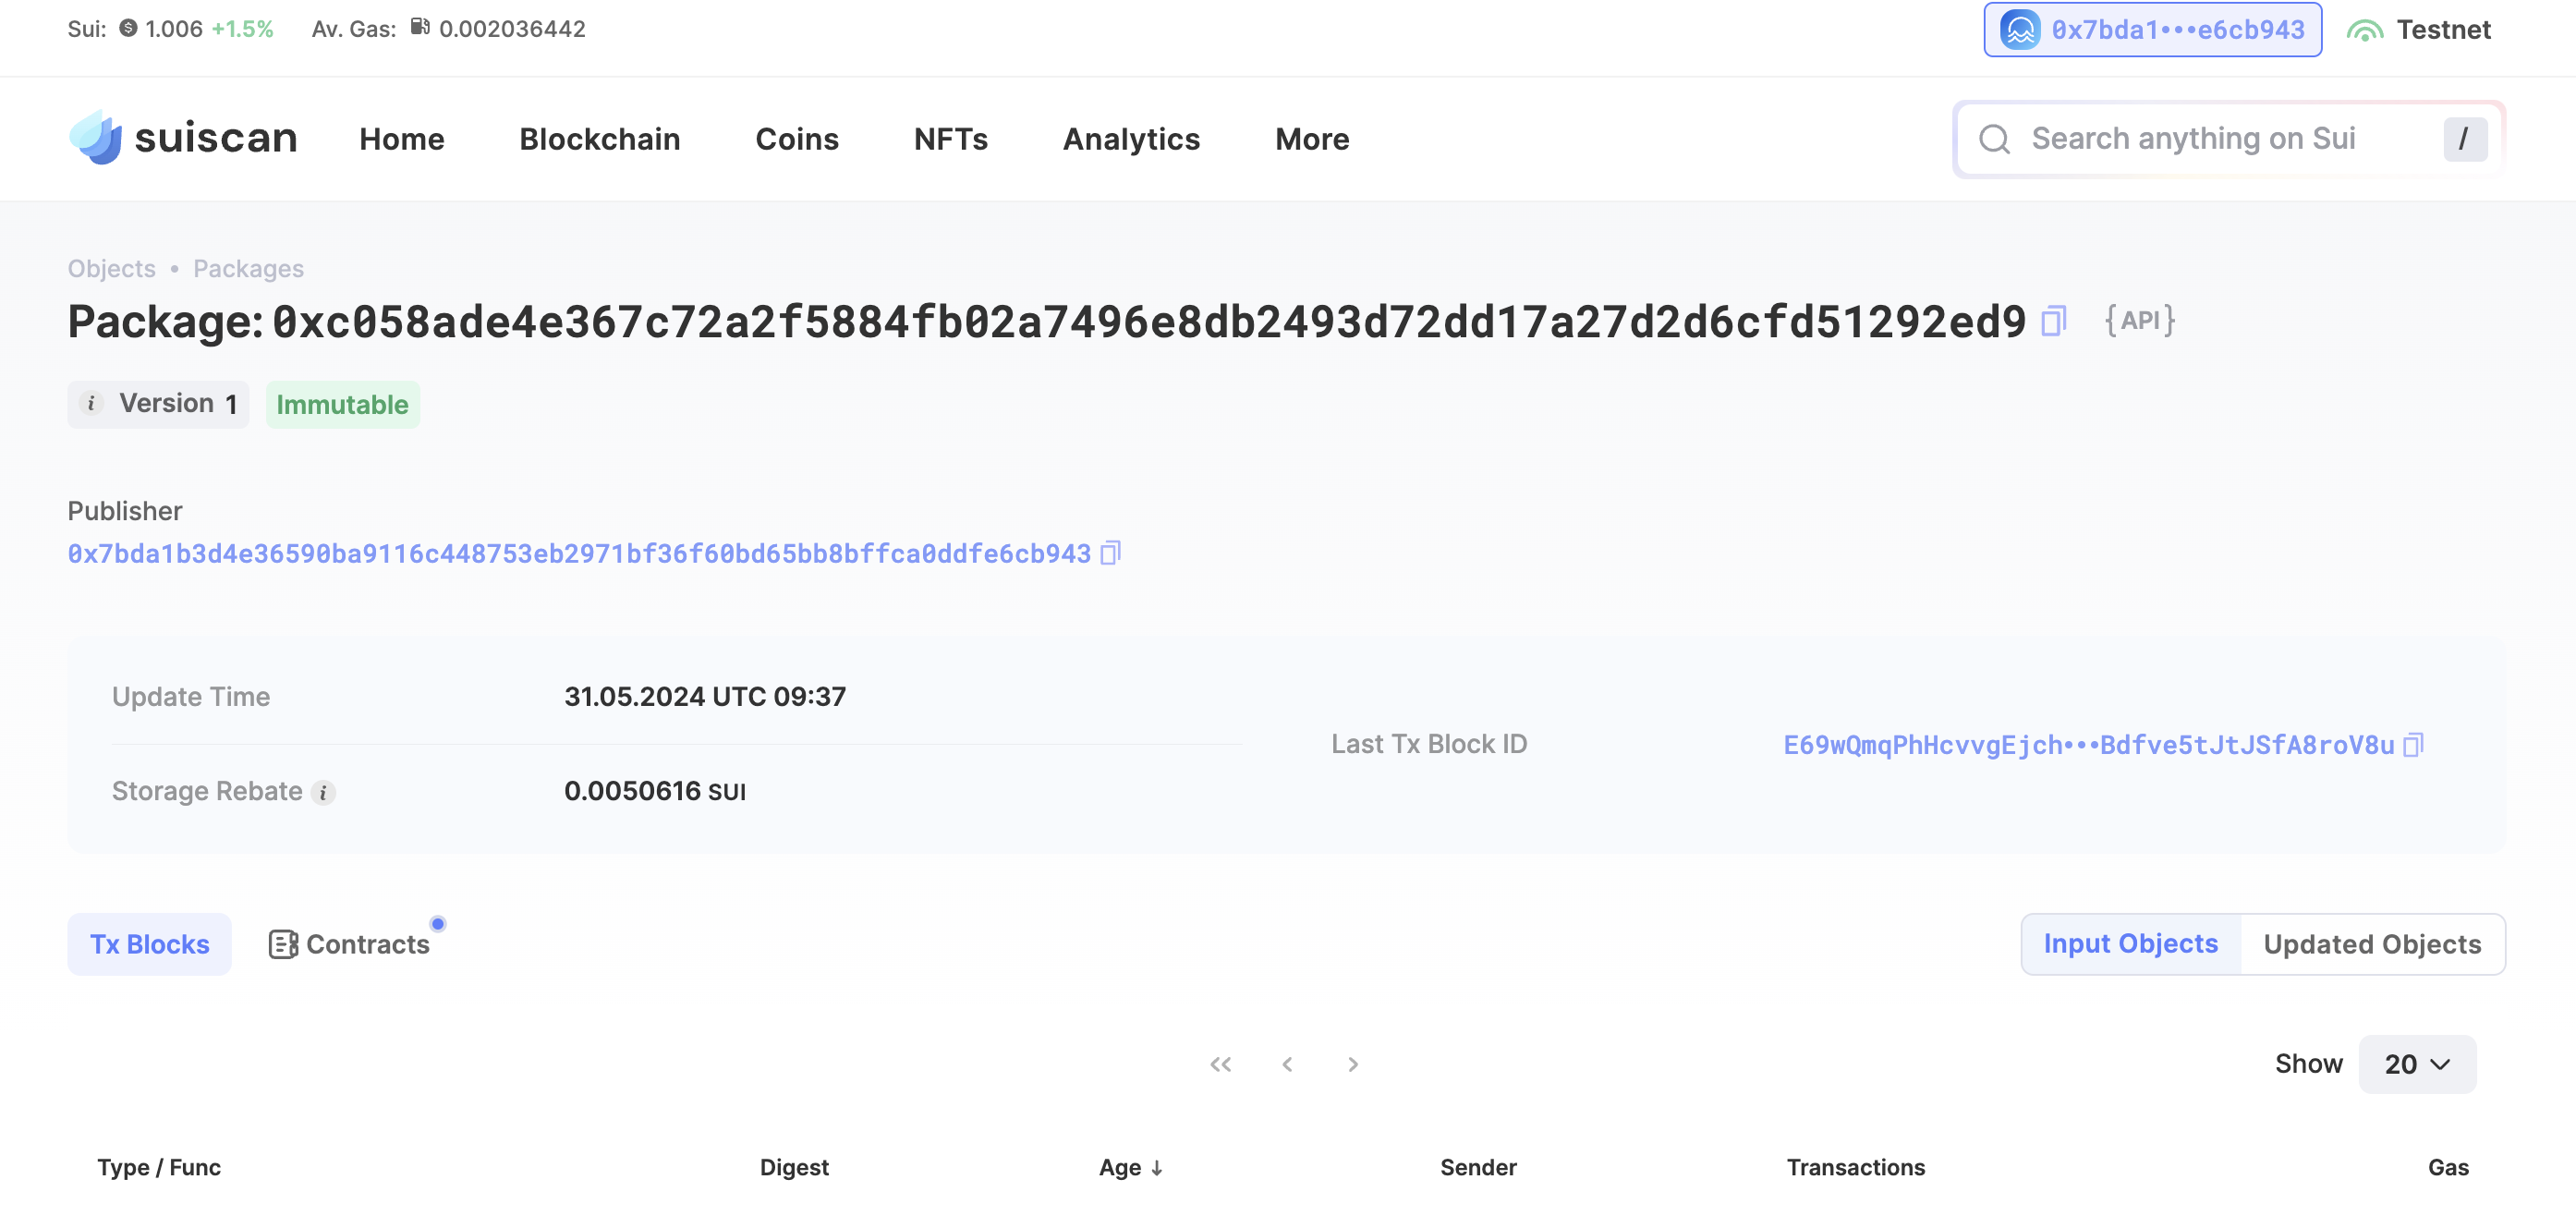 Sui: 1.006 +1.5% Av. Gas: 0.002036442 0x7bda1•••e6cb943 Testnet
suiscan Home Blockchain Coins NFTs Analytics More Search anything on Sui /
Objects • Packages
Package: 0xc058ade4e367c72a2f5884fb02a7496e8db2493d72dd17a27d2d6cfd51292ed9 {API}
i Version 1 Immutable
Publisher
0x7bda1b3d4e36590ba9116c448753eb2971bf36f60bd65bb8bffca0ddfe6cb943
Update Time 31.05.2024 UTC 09:37
Last Tx Block ID E69wQmqPhHcvvgEjch•••Bdfve5tJtJSfA8roV8u
Storage Rebate i 0.0050616 SUI
Tx Blocks Contracts Input Objects Updated Objects
Show 20
Type / Func Digest Age ↓ Sender Transactions Gas